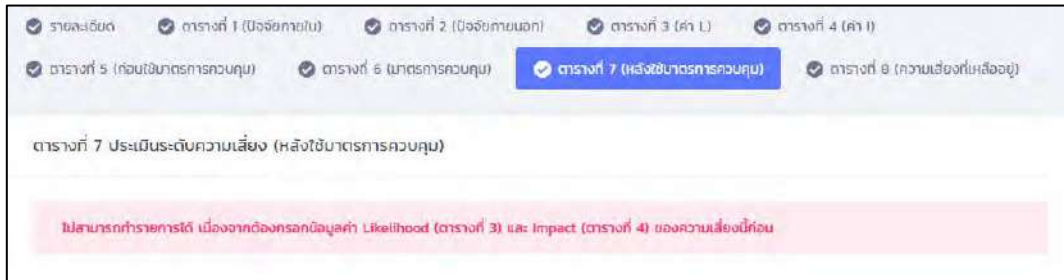 รายละเอียด ตารางที่ 1 (ปัจจัยภายใน) ตารางที่ 2 (ปัจจัยภายนอก) ตารางที่ 3 (ค่า L) ตารางที่ 4 (ค่า I)
ตารางที่ 5 (ก่อนใช้มาตรการควบคุม) ตารางที่ 6 (มาตรการควบคุม) ตารางที่ 7 (หลังใช้มาตรการควบคุม) ตารางที่ 8 (ความเสี่ยงที่เหลืออยู่)
ตารางที่ 7 ประเมินระดับความเสี่ยง (หลังใช้มาตรการควบคุม)
ไม่สามารถทำรายการได้ เนื่องจากต้องกรอกข้อมูลค่า Likelihood (ตารางที่ 3) และ Impact (ตารางที่ 4) ของความเสี่ยงนี้ก่อน